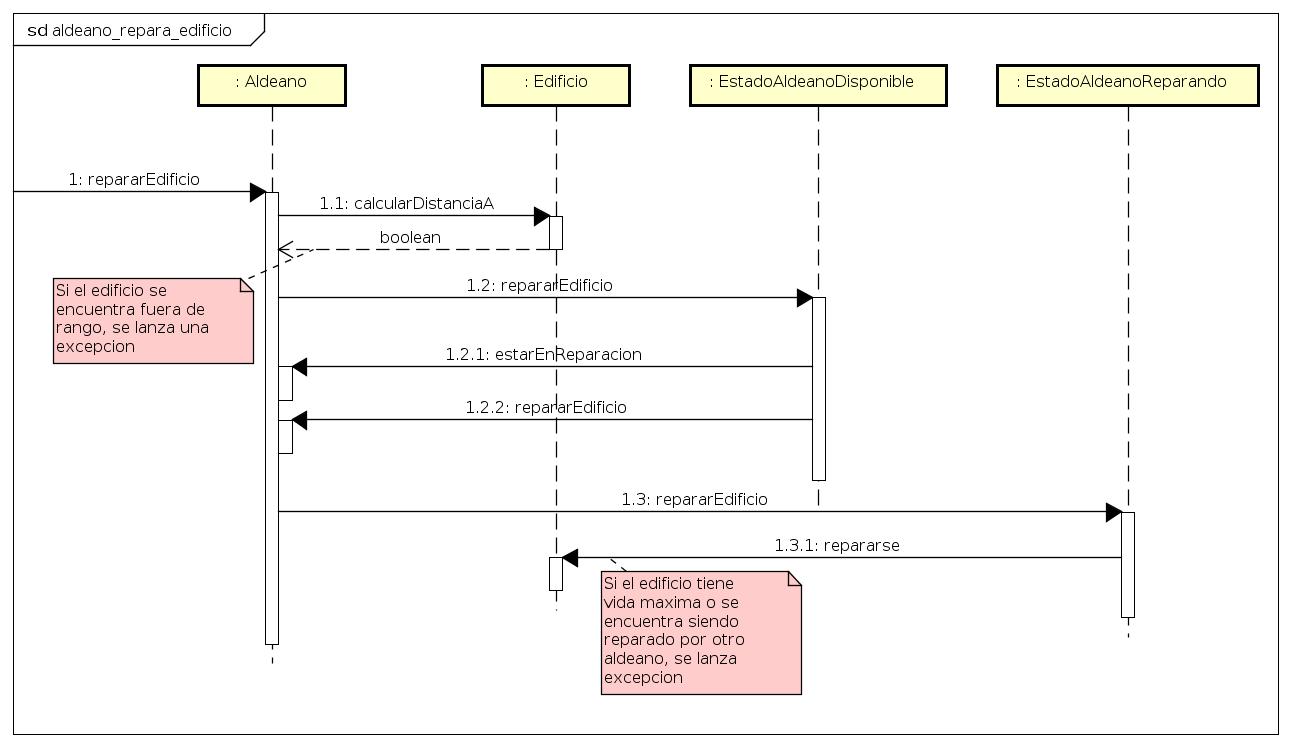 sd aldeano_repara_edificio
: Aldeano
: Edificio
: EstadoAldeanoDisponible
: EstadoAldeanoReparando
1: repararEdificio
1.1: calcularDistanciaA
boolean
Si el edificio se
encuentra fuera de
rango, se lanza una
excepcion
1.2: repararEdificio
1.2.1: estarEnReparacion
1.2.2: repararEdificio
1.3: repararEdificio
1.3.1: repararse
Si el edificio tiene
vida maxima o se
encuentra siendo
reparado por otro
aldeano, se lanza
excepcion